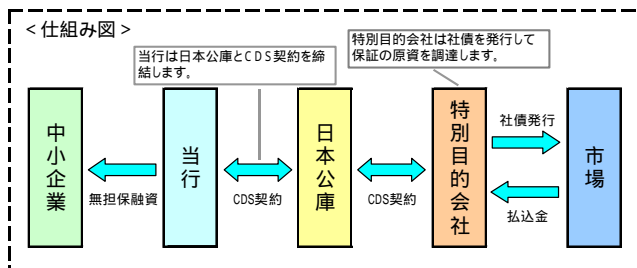 ＜仕組み図＞
当行は日本公庫とCDS契約を締
結します。
特別目的会社は社債を発行して
保証の原資を調達します。
中小企業
無担保融資
当行
CDS契約
日本公庫
CDS契約
特別目的会社
社債発行
払込金
市場